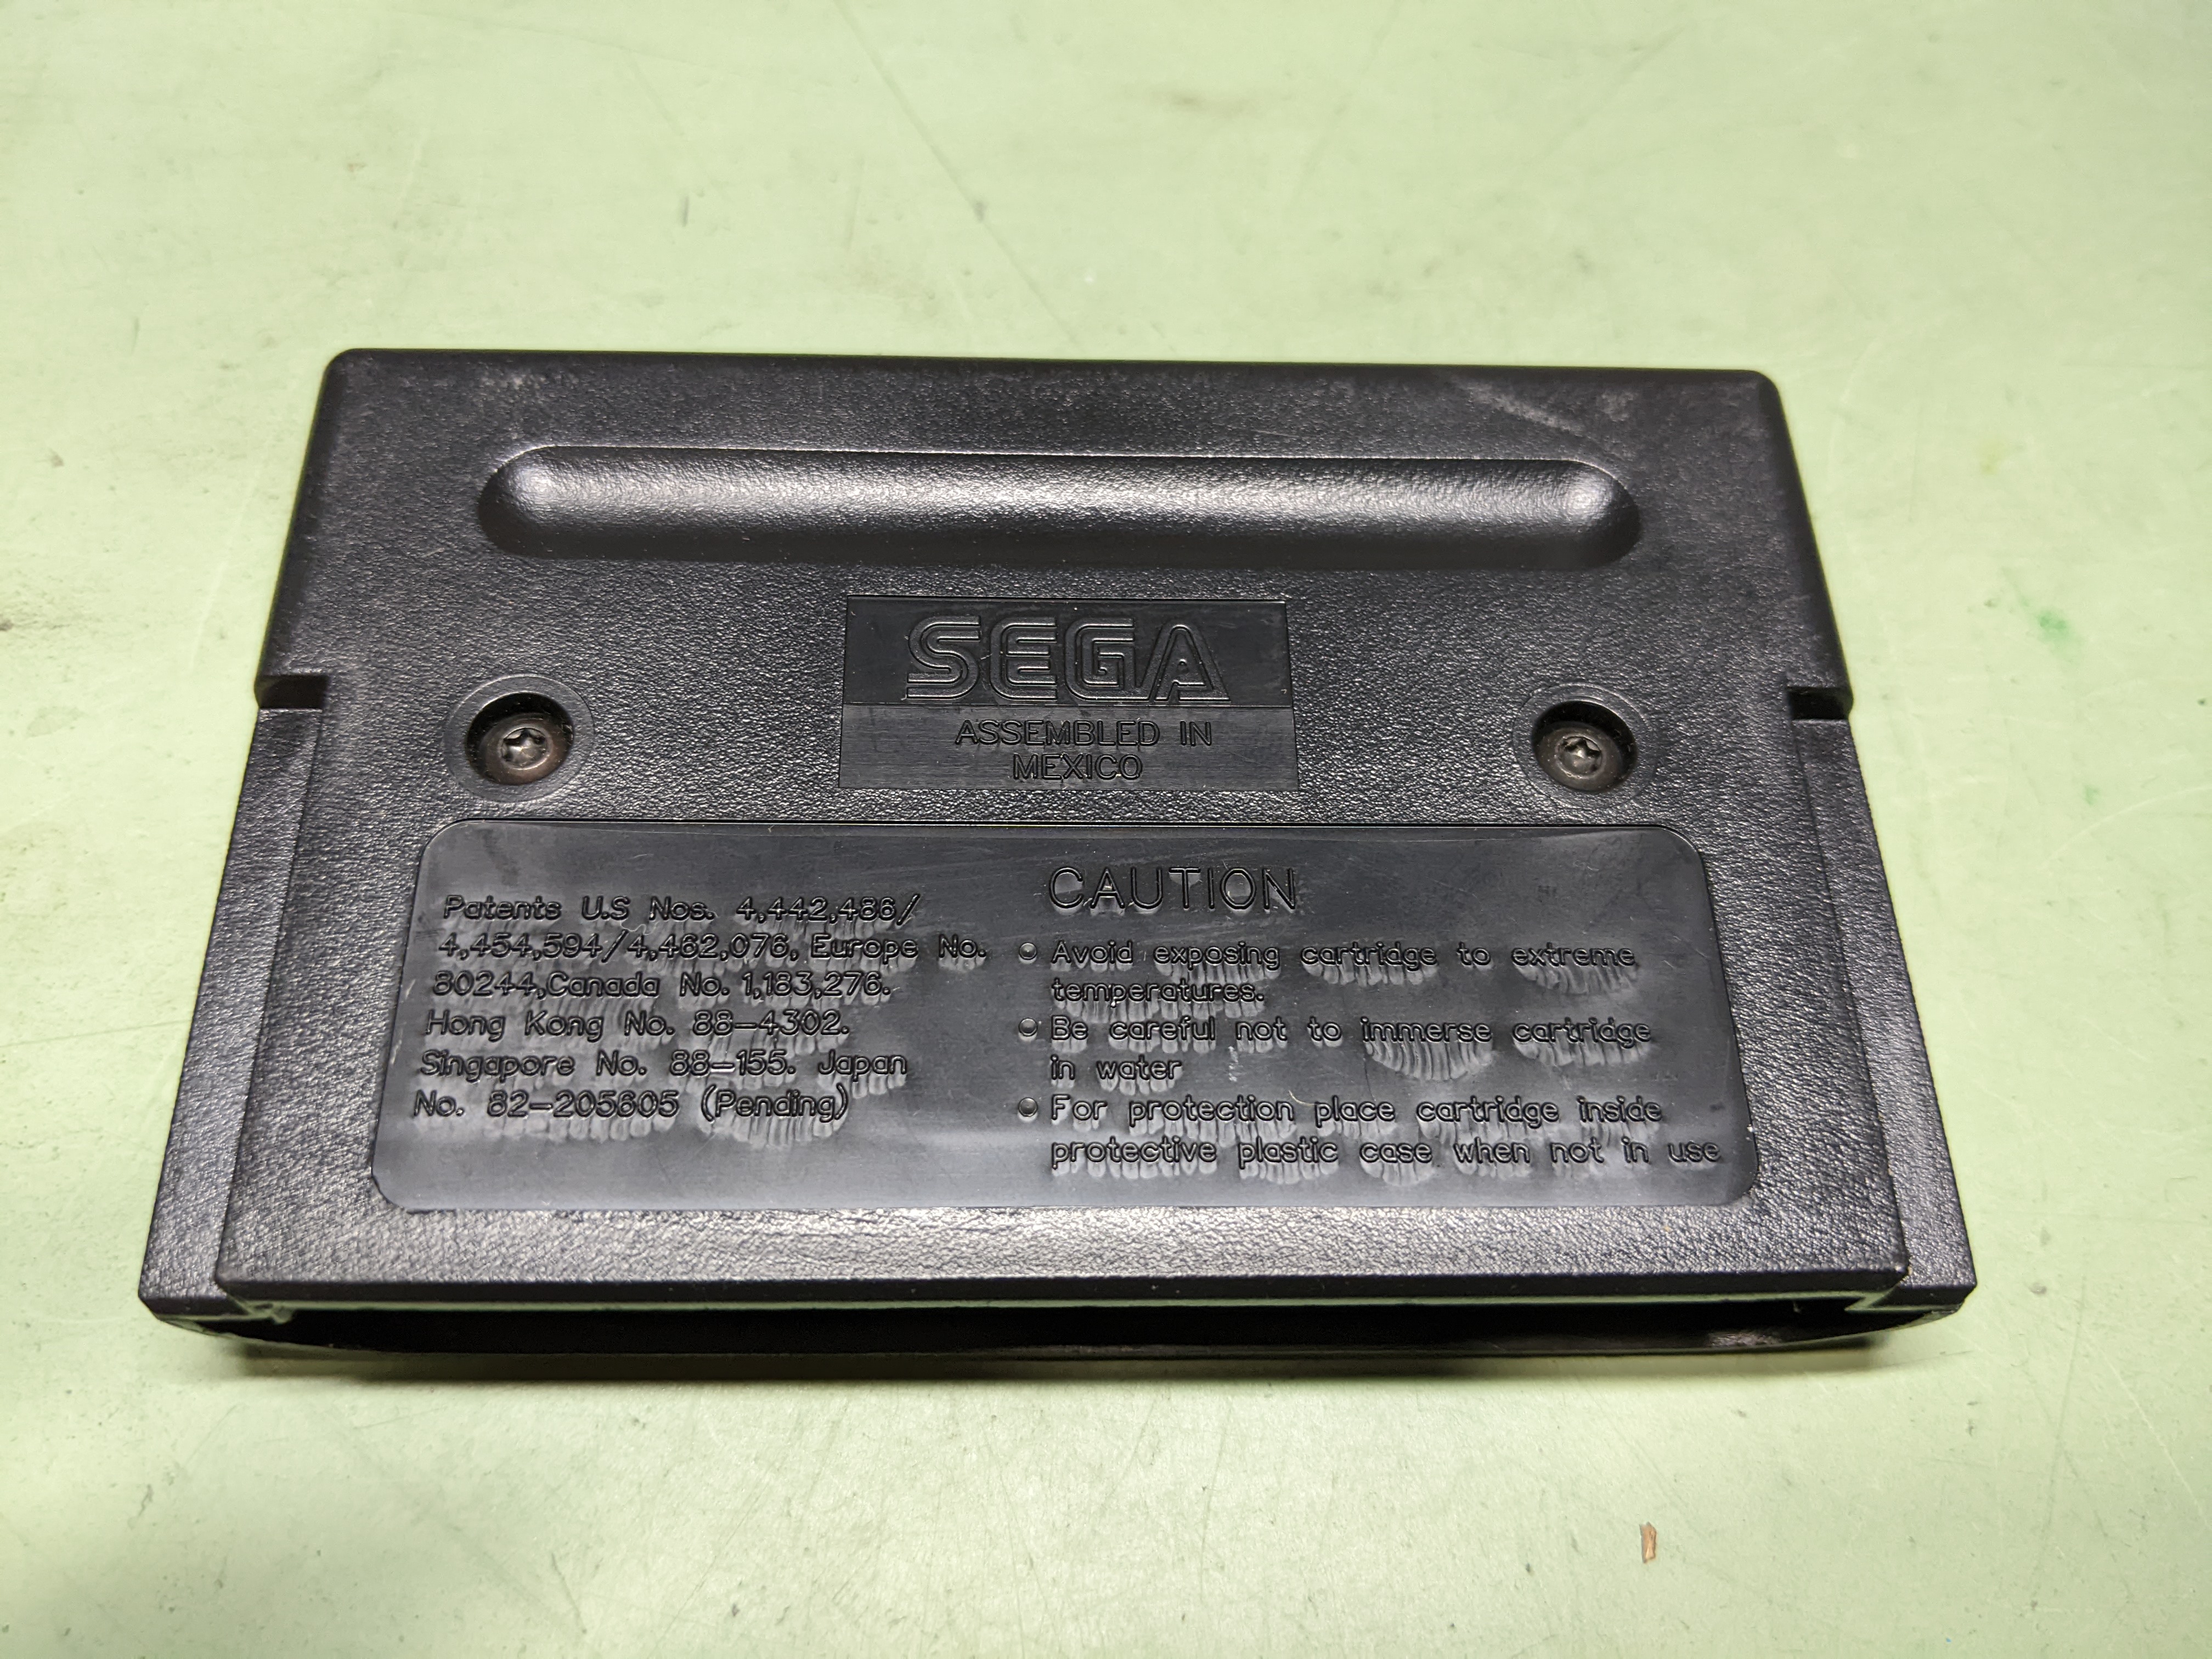 SEGA
ASSEMBLED IN
MEXICO
Patents U.S Nos. 4,442,486/
4,454,594/4,462,076, Europe No.
80244,Canada No. 1,183,276.
Hong Kong No. 88-4302.
Singapore No. 88-155. Japan
No. 82-205605 (Pending)
CAUTION
Avoid exposing cartridge to extreme
temperatures.
Be careful not to immerse cartridge
in water
For protection place cartridge inside
protective plastic case when not in use